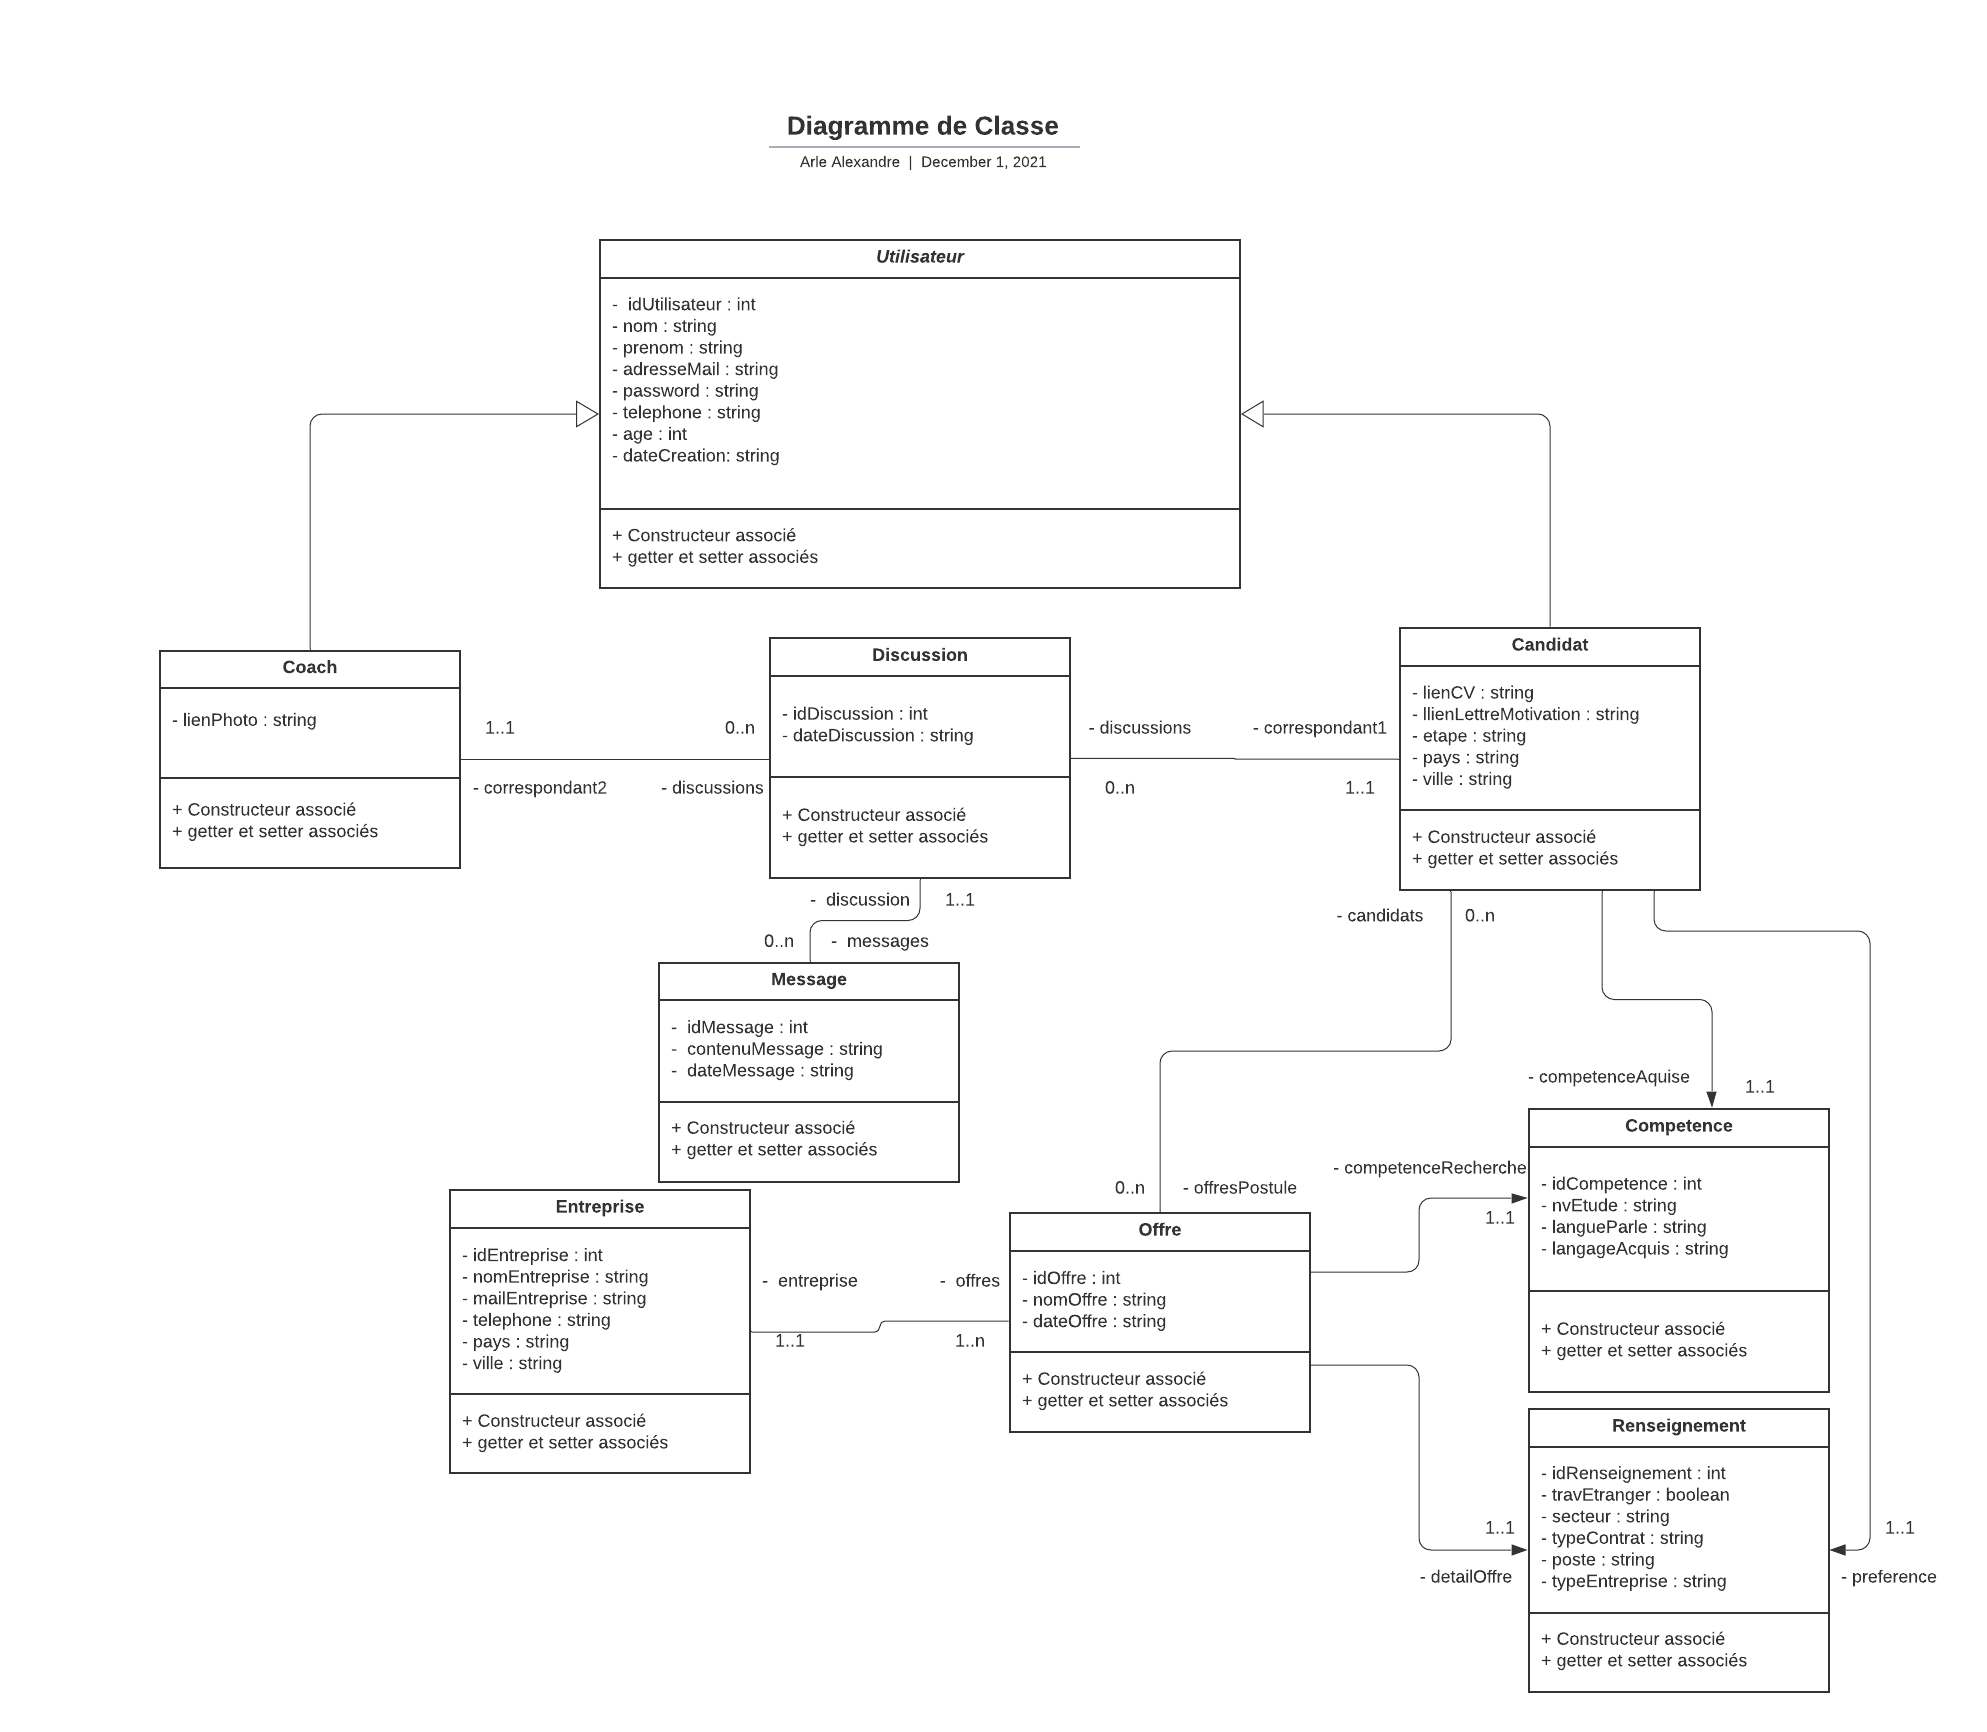 Diagramme de Classe
Arle Alexandre | December 1, 2021
Utilisateur
- idUtilisateur : int
- nom : string
- prenom : string
- adresseMail : string
- password : string
- telephone : string
- age : int
- dateCreation: string
+ Constructeur associé
+ getter et setter associés
Coach
- lienPhoto : string
+ Constructeur associé
+ getter et setter associés
1..1
0..n
- correspondant2
- discussions
Discussion
- idDiscussion : int
- dateDiscussion : string
+ Constructeur associé
+ getter et setter associés
- discussions
- correspondant1
0..n
1..1
Candidat
- lienCV : string
- llienLettreMotivation : string
- etape : string
- pays : string
- ville : string
+ Constructeur associé
+ getter et setter associés
- discussion
1..1
0..n
- messages
- candidats
0..n
Message
- idMessage : int
- contenuMessage : string
- dateMessage : string
+ Constructeur associé
+ getter et setter associés
- competenceAquise
1..1
Competence
- idCompetence : int
- nvEtude : string
- langueParle : string
- langageAcquis : string
+ Constructeur associé
+ getter et setter associés
- competenceRecherche
1..1
0..n
- offresPostule
Entreprise
- idEntreprise : int
- nomEntreprise : string
- mailEntreprise : string
- telephone : string
- pays : string
- ville : string
+ Constructeur associé
+ getter et setter associés
- entreprise
- offres
1..1
1..n
Offre
- idOffre : int
- nomOffre : string
- dateOffre : string
+ Constructeur associé
+ getter et setter associés
Renseignement
- idRenseignement : int
- travEtranger : boolean
- secteur : string
- typeContrat : string
- poste : string
- typeEntreprise : string
+ Constructeur associé
+ getter et setter associés
1..1
- detailOffre
1..1
- preference